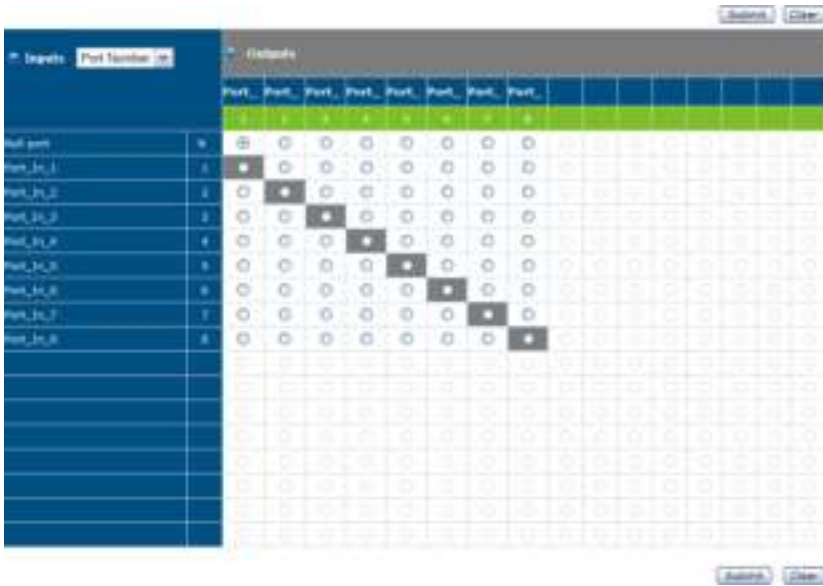 Submit Clear
Inputs Port Number Outputs
Port_ Port_ Port_ Port_ Port_ Port_ Port_ Port_
1 2 3 4 5 6 7 8
Null port N
Port_In_1 1
Port_In_2 2
Port_In_3 3
Port_In_4 4
Port_In_5 5
Port_In_6 6
Port_In_7 7
Port_In_8 8
Submit Clear